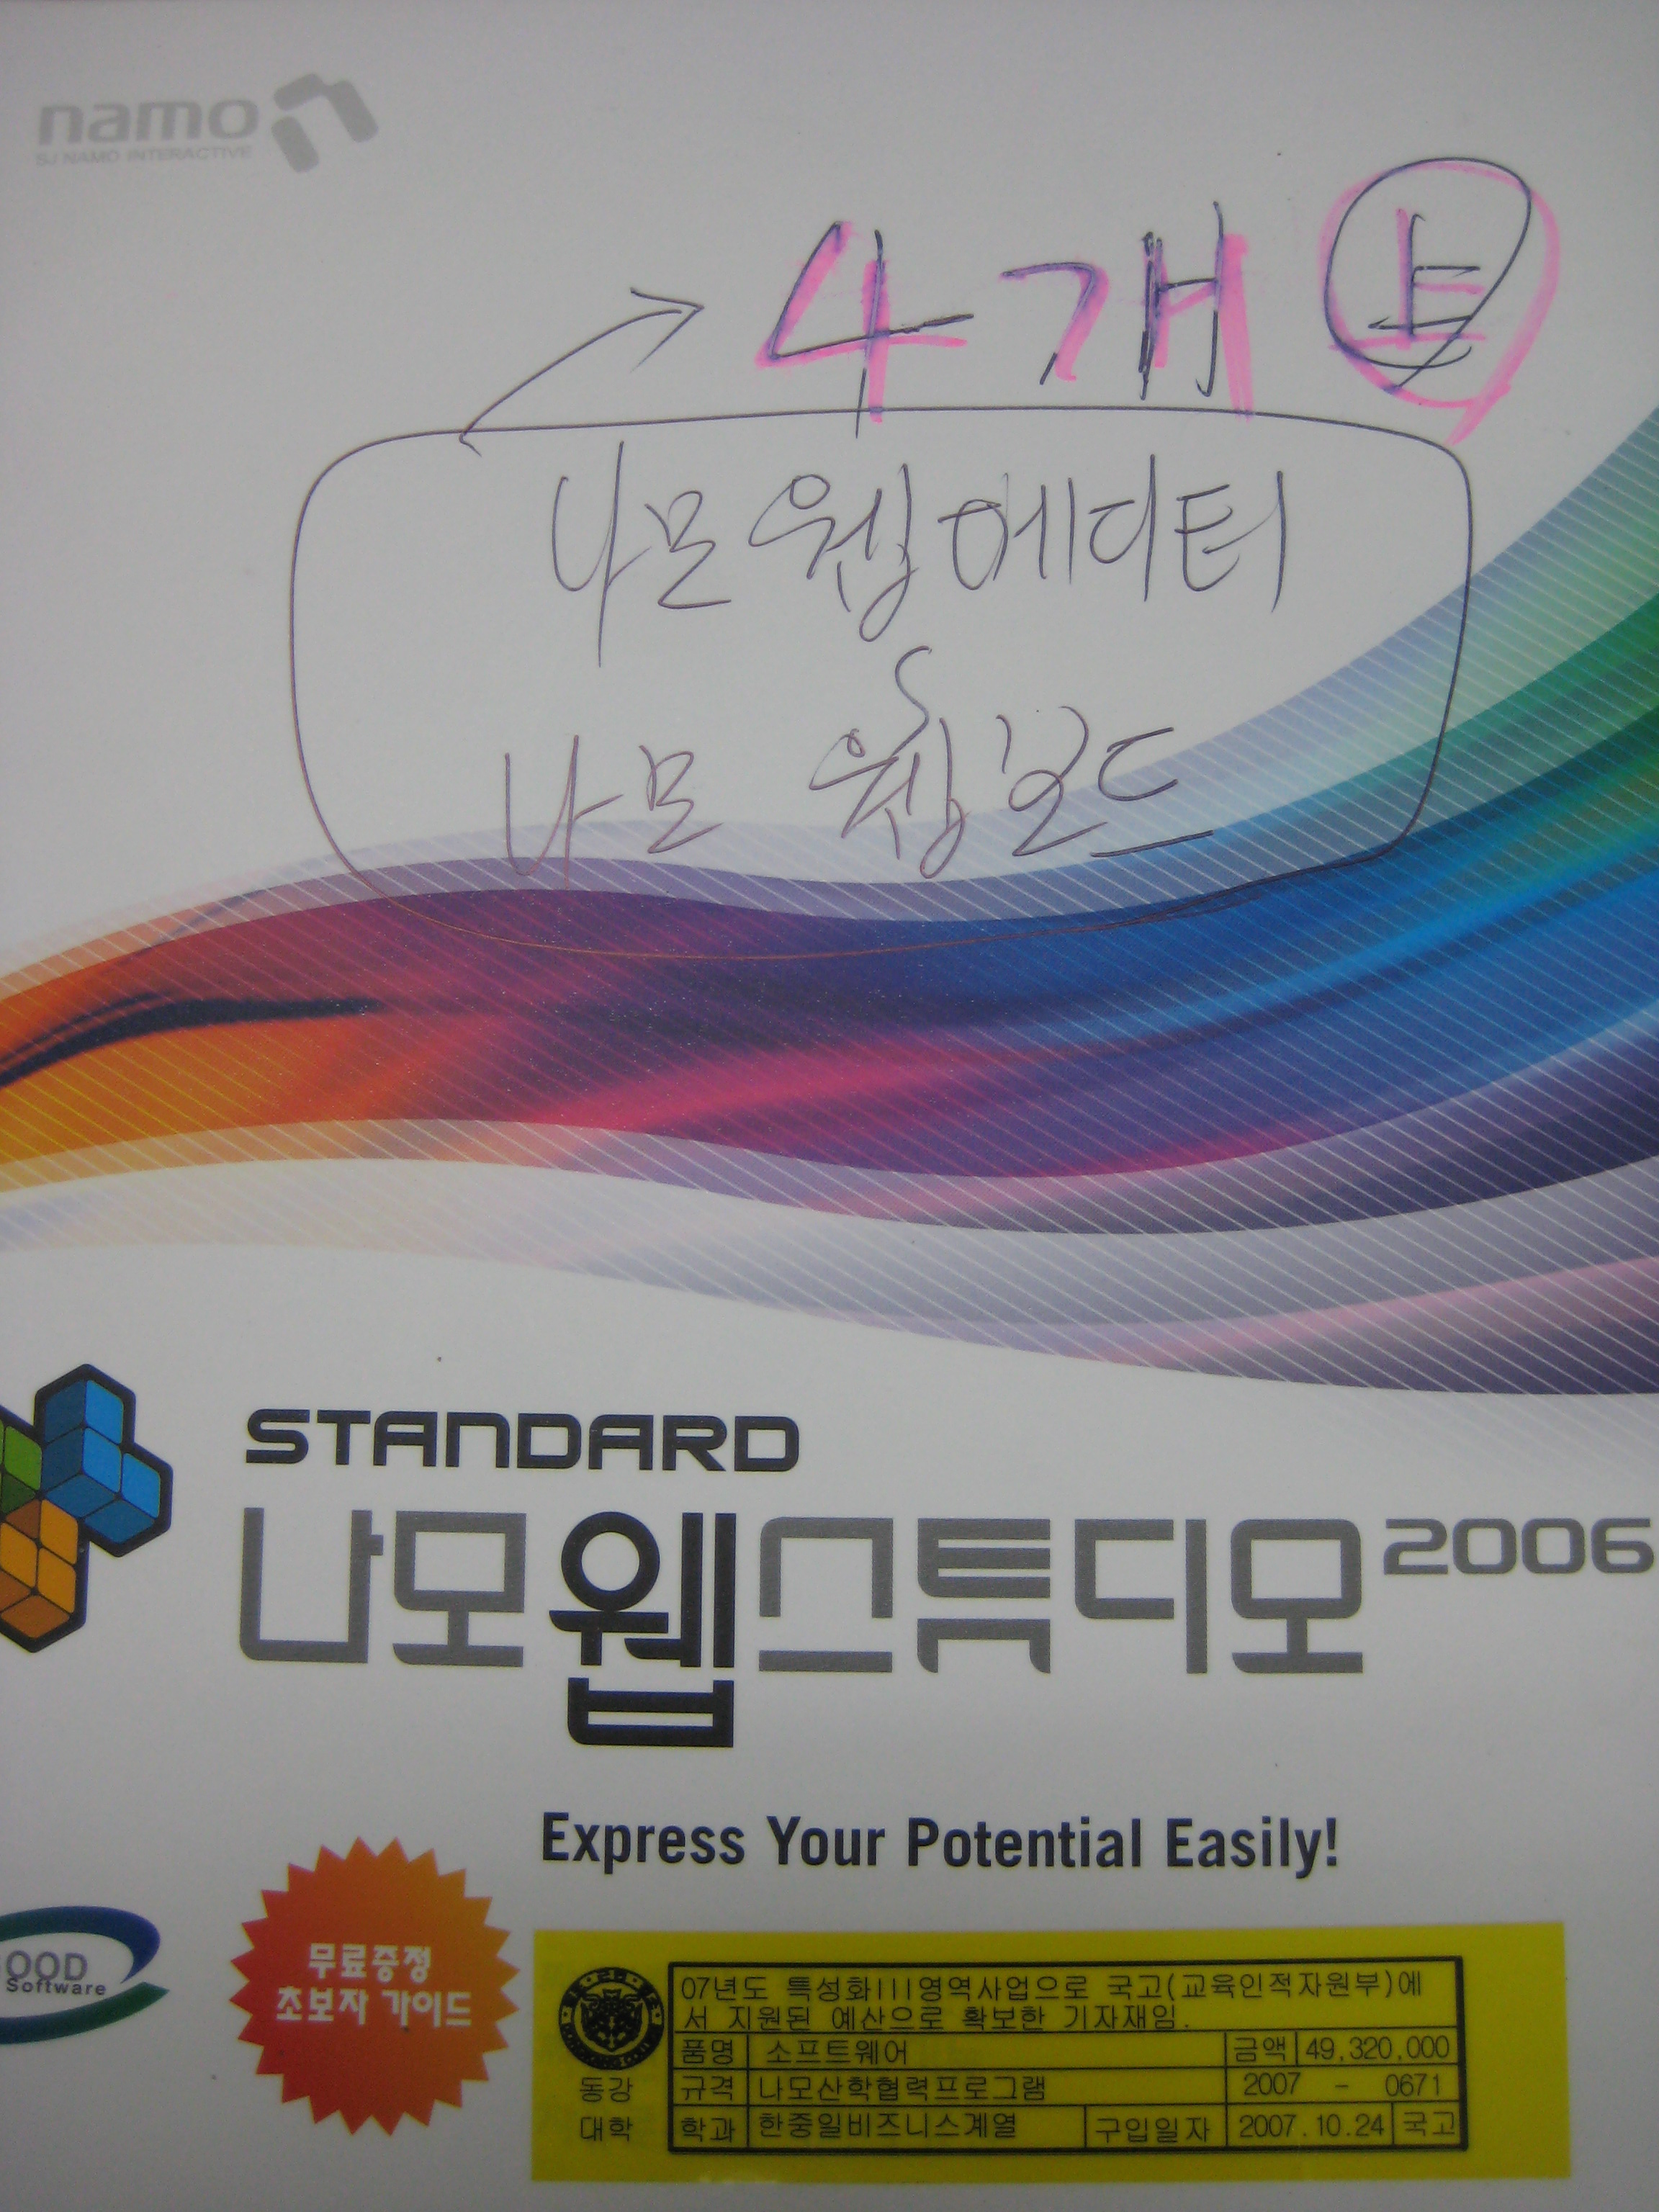 namo
SJ NAMO INTERACTIVE
4개
나모 웹에디터
나모 웹보드
STANDARD
나모웹스튜디오 2006
Express Your Potential Easily!
OOD
Software
무료증정
초보자 가이드
07년도 특성화III영역사업으로 국고(교육인적자원부)에
서 지원된 예산으로 확보한 기자재임.
품명 소프트웨어 금액 49,320,000
동강 규격 나모산학협력프로그램 2007 - 0671
대학 학과 한중일비즈니스계열 구입일자 2007.10.24 국고